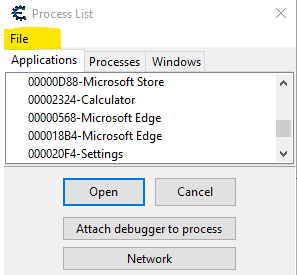 Process List
File
Applications Processes Windows
00000D88-Microsoft Store
00002324-Calculator
00000568-Microsoft Edge
000018B4-Microsoft Edge
000020F4-Settings
Open Cancel
Attach debugger to process
Network